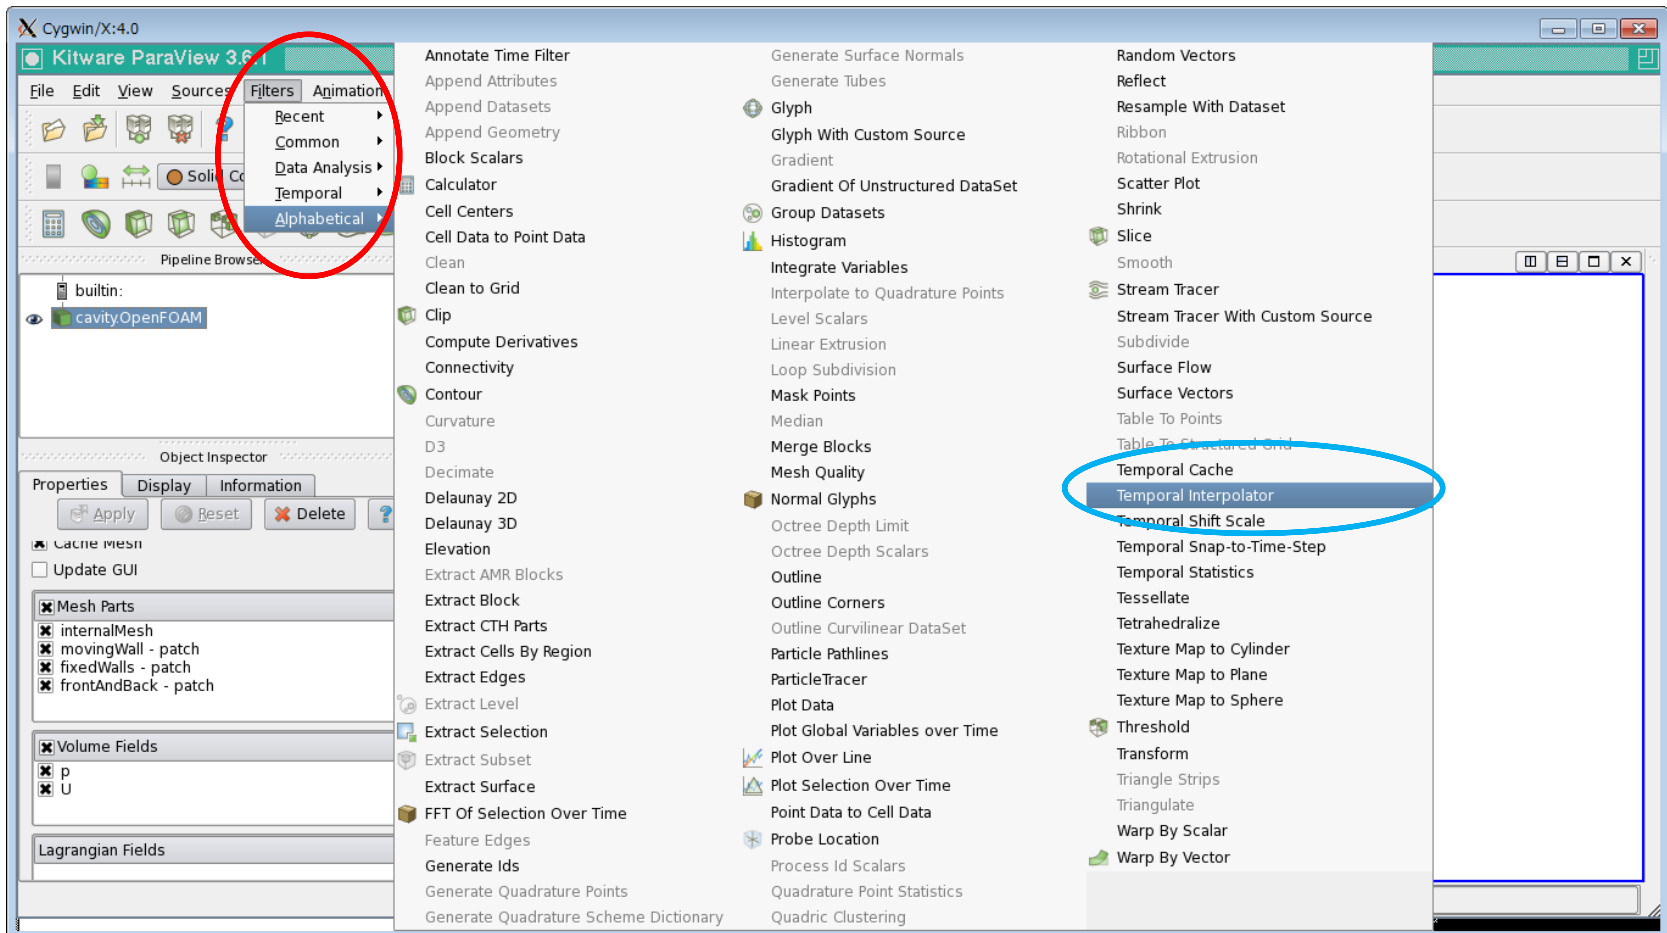 Cygwin/X:4.0
Kitware ParaView 3.6.1
File Edit View Sources Filters Animation
Recent
Common
Data Analysis
Temporal
Alphabetical
Solid Co
Pipeline Browser
builtin:
cavity.OpenFOAM
Object Inspector
Properties Display Information
Apply Reset Delete ?
Cache Mesh
Update GUI
Mesh Parts
internalMesh
movingWall - patch
fixedWalls - patch
frontAndBack - patch
Volume Fields
p
U
Lagrangian Fields
Annotate Time Filter
Append Attributes
Append Datasets
Append Geometry
Block Scalars
Calculator
Cell Centers
Cell Data to Point Data
Clean
Clean to Grid
Clip
Compute Derivatives
Connectivity
Contour
Curvature
D3
Decimate
Delaunay 2D
Delaunay 3D
Elevation
Extract AMR Blocks
Extract Block
Extract CTH Parts
Extract Cells By Region
Extract Edges
Extract Level
Extract Selection
Extract Subset
Extract Surface
FFT Of Selection Over Time
Feature Edges
Generate Ids
Generate Quadrature Points
Generate Quadrature Scheme Dictionary
Generate Surface Normals
Generate Tubes
Glyph
Glyph With Custom Source
Gradient
Gradient Of Unstructured DataSet
Group Datasets
Histogram
Integrate Variables
Interpolate to Quadrature Points
Level Scalars
Linear Extrusion
Loop Subdivision
Mask Points
Median
Merge Blocks
Mesh Quality
Normal Glyphs
Octree Depth Limit
Octree Depth Scalars
Outline
Outline Corners
Outline Curvilinear DataSet
Particle Pathlines
ParticleTracer
Plot Data
Plot Global Variables over Time
Plot Over Line
Plot Selection Over Time
Point Data to Cell Data
Probe Location
Process Id Scalars
Quadrature Point Statistics
Quadric Clustering
Random Vectors
Reflect
Resample With Dataset
Ribbon
Rotational Extrusion
Scatter Plot
Shrink
Slice
Smooth
Stream Tracer
Stream Tracer With Custom Source
Subdivide
Surface Flow
Surface Vectors
Table To Points
Table To Structured Grid
Temporal Cache
Temporal Interpolator
Temporal Shift Scale
Temporal Snap-to-Time-Step
Temporal Statistics
Tessellate
Tetrahedralize
Texture Map to Cylinder
Texture Map to Plane
Texture Map to Sphere
Threshold
Transform
Triangle Strips
Triangulate
Warp By Scalar
Warp By Vector